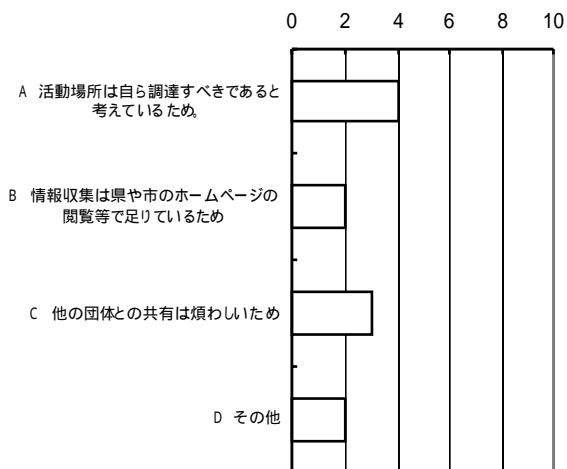 0 2 4 6 8 10
A 活動場所は自ら調達すべきであると
考えているため。
B 情報収集は県や市のホームページの
閲覧等で足りているため
C 他の団体との共有は煩わしいため
D その他